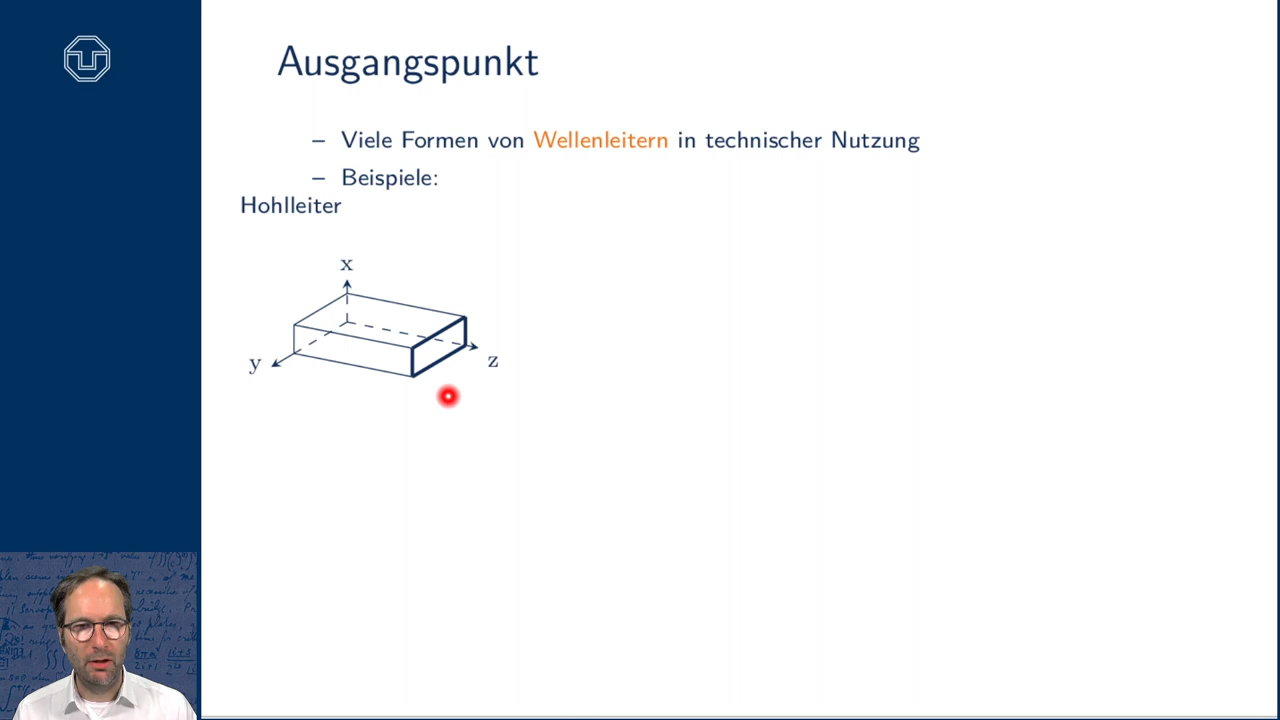 Ausgangspunkt
– Viele Formen von Wellenleitern in technischer Nutzung
– Beispiele:
Hohlleiter
x
y
z